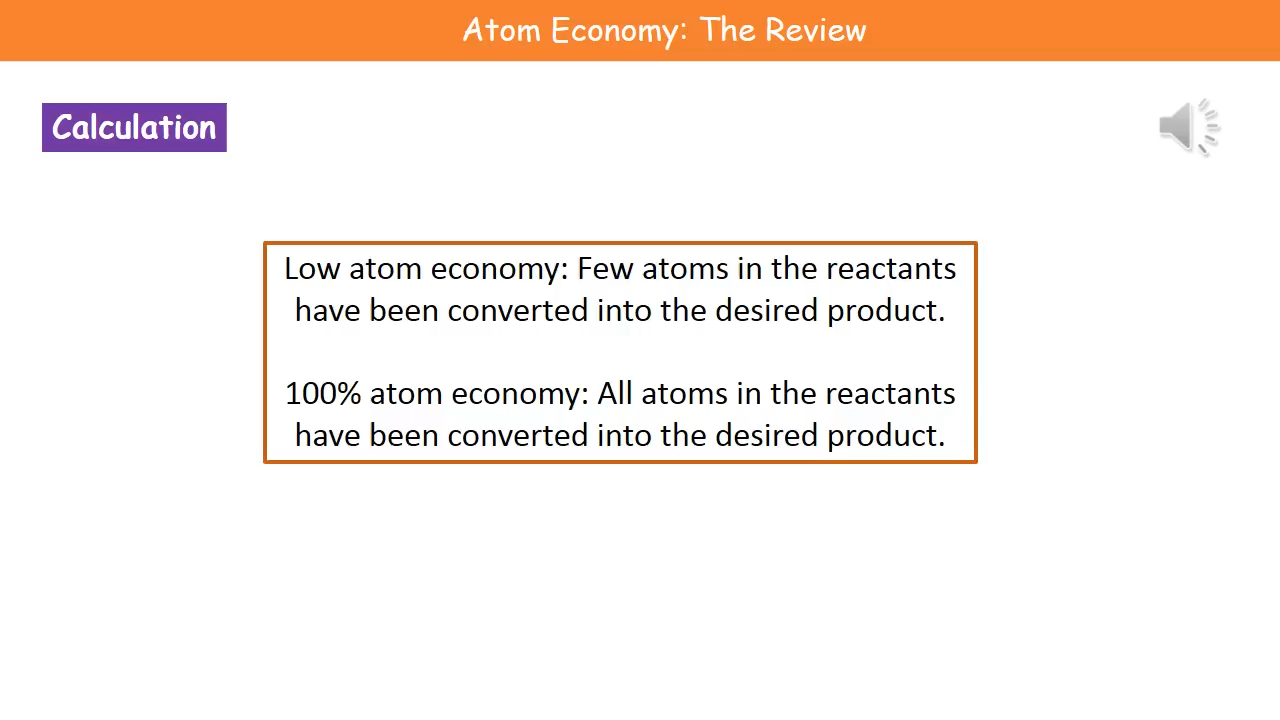 Atom Economy: The Review
Calculation
Low atom economy: Few atoms in the reactants
have been converted into the desired product.
100% atom economy: All atoms in the reactants
have been converted into the desired product.